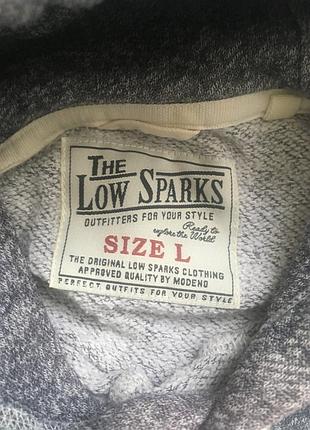 THE
LOW SPARKS
OUTFITTERS FOR YOUR STYLE
Ready to
explore the World
SIZE L
THE ORIGINAL LOW SPARKS CLOTHING
APPROVED QUALITY BY MODENO
PERFECT OUTFITS FOR YOUR STYLE